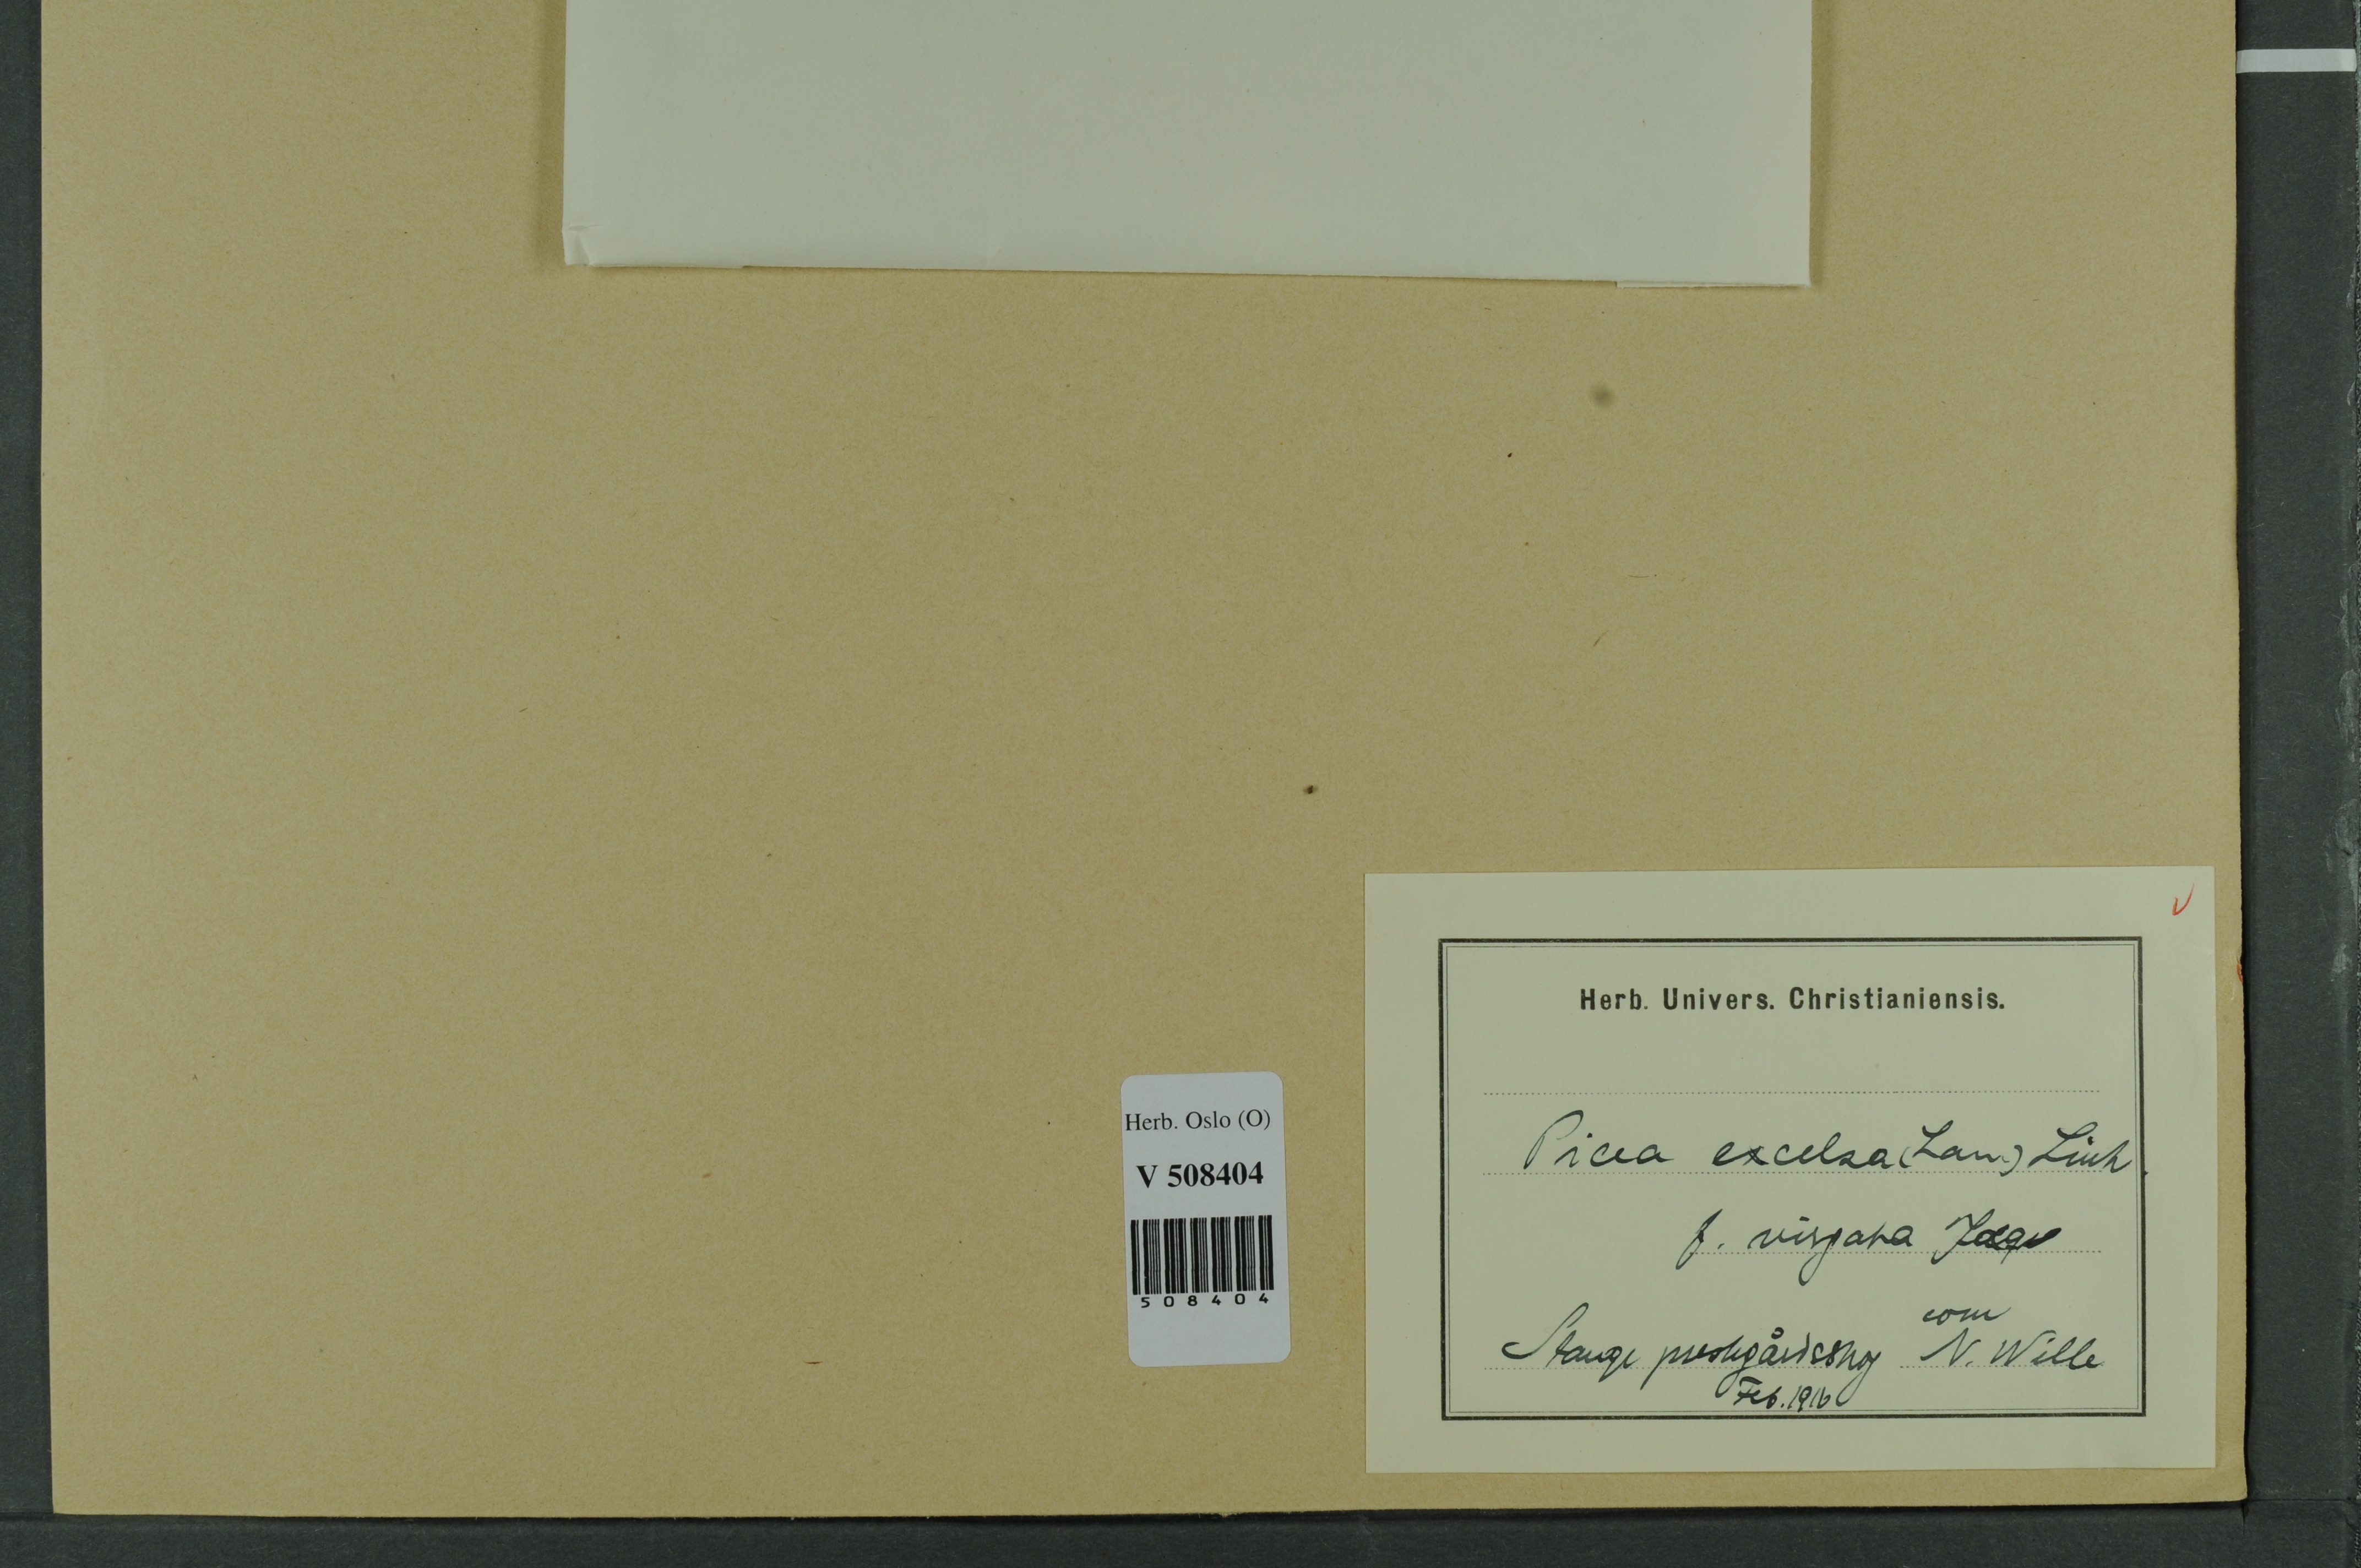 Herb. Univers. Christianiensis.
Picea excelsa (Lam.) Link.
f. virgata
com
Stange prestegårdsskog N. Wille
Feb. 1916
Herb. Oslo (O)
V 508404
508404